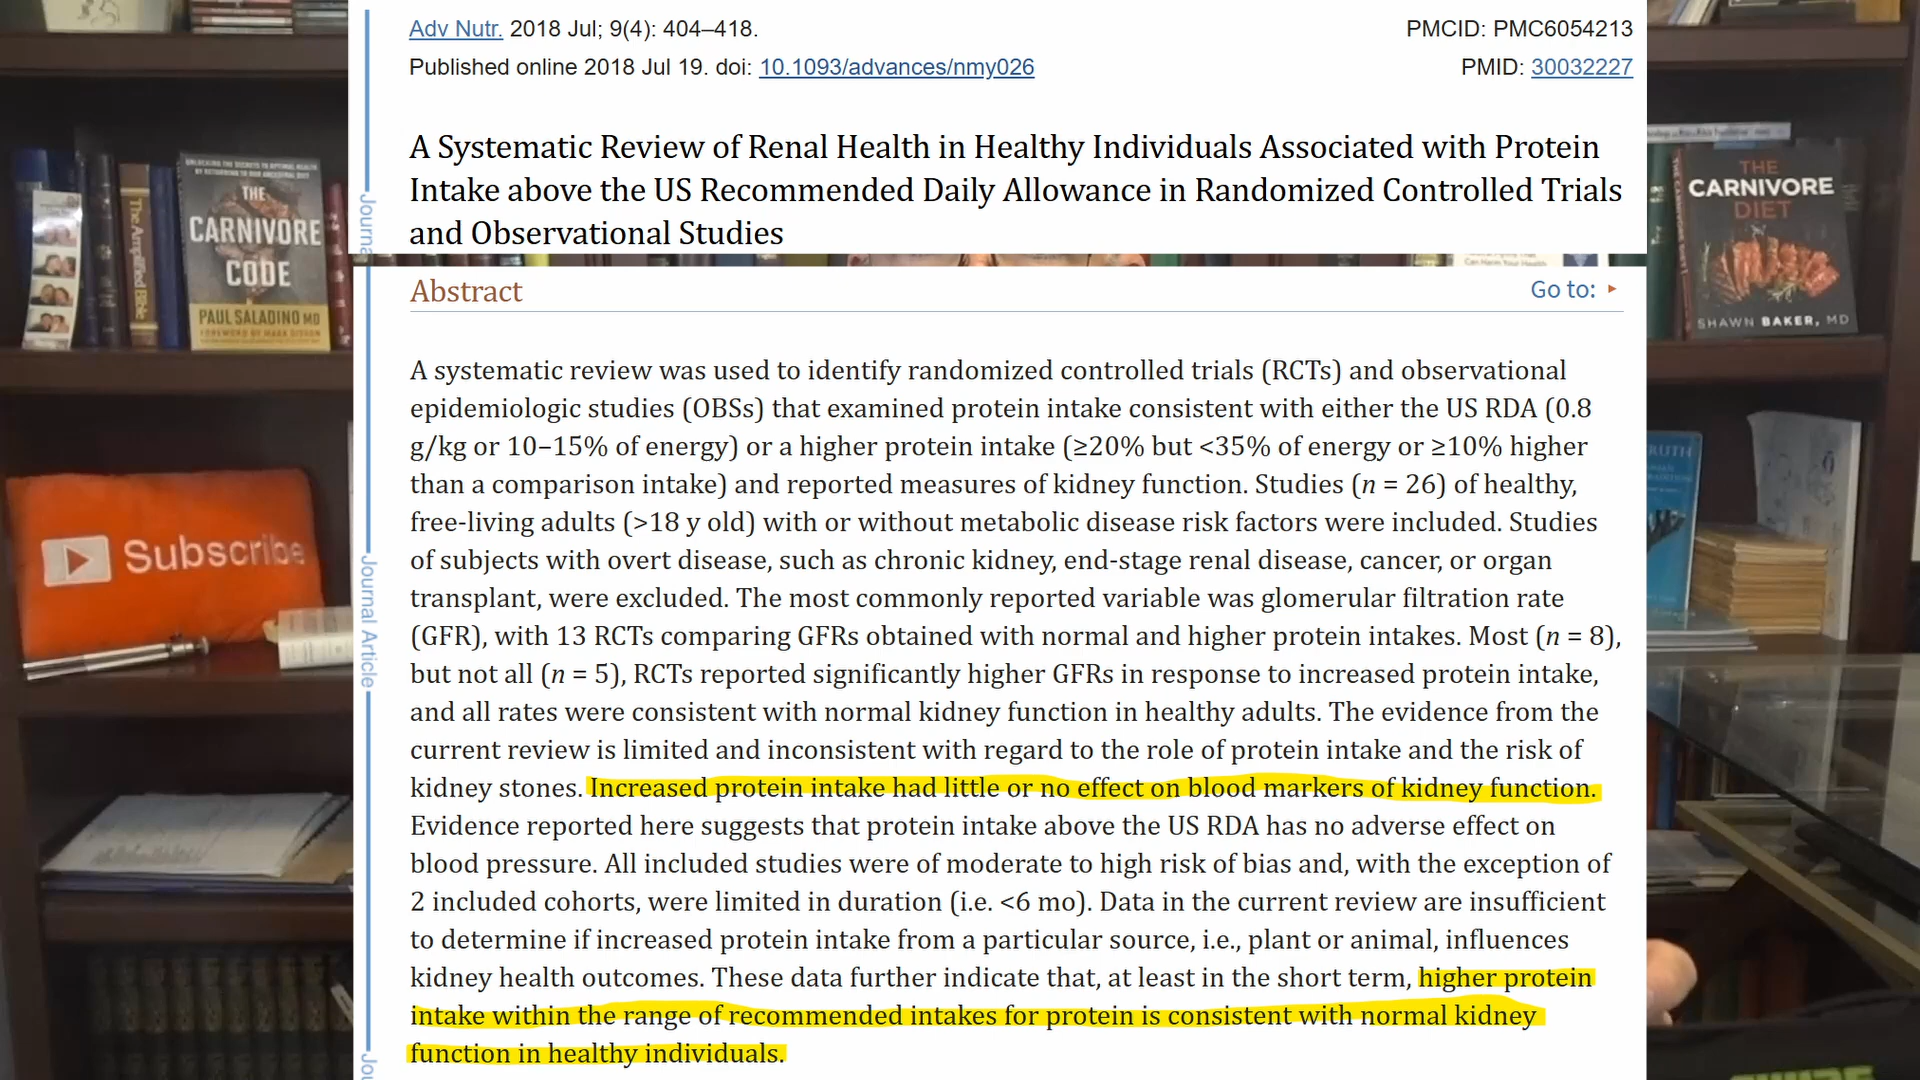 Adv Nutr. 2018 Jul; 9(4): 404–418.
PMCID: PMC6054213
Published online 2018 Jul 19. doi: 10.1093/advances/nmy026
PMID: 30032227
A Systematic Review of Renal Health in Healthy Individuals Associated with Protein
Intake above the US Recommended Daily Allowance in Randomized Controlled Trials
and Observational Studies
Abstract
Go to:
A systematic review was used to identify randomized controlled trials (RCTs) and observational
epidemiologic studies (OBSs) that examined protein intake consistent with either the US RDA (0.8
g/kg or 10–15% of energy) or a higher protein intake (≥20% but <35% of energy or ≥10% higher
than a comparison intake) and reported measures of kidney function. Studies (n = 26) of healthy,
free-living adults (>18 y old) with or without metabolic disease risk factors were included. Studies
of subjects with overt disease, such as chronic kidney, end-stage renal disease, cancer, or organ
transplant, were excluded. The most commonly reported variable was glomerular filtration rate
(GFR), with 13 RCTs comparing GFRs obtained with normal and higher protein intakes. Most (n = 8),
but not all (n = 5), RCTs reported significantly higher GFRs in response to increased protein intake,
and all rates were consistent with normal kidney function in healthy adults. The evidence from the
current review is limited and inconsistent with regard to the role of protein intake and the risk of
kidney stones. Increased protein intake had little or no effect on blood markers of kidney function.
Evidence reported here suggests that protein intake above the US RDA has no adverse effect on
blood pressure. All included studies were of moderate to high risk of bias and, with the exception of
2 included cohorts, were limited in duration (i.e. <6 mo). Data in the current review are insufficient
to determine if increased protein intake from a particular source, i.e., plant or animal, influences
kidney health outcomes. These data further indicate that, at least in the short term, higher protein
intake within the range of recommended intakes for protein is consistent with normal kidney
function in healthy individuals.
Journal Article
The Amplified Bible
THE
CARNIVORE
CODE
PAUL SALADINO MD
Subscribe
THE
CARNIVORE
DIET
SHAWN BAKER, MD